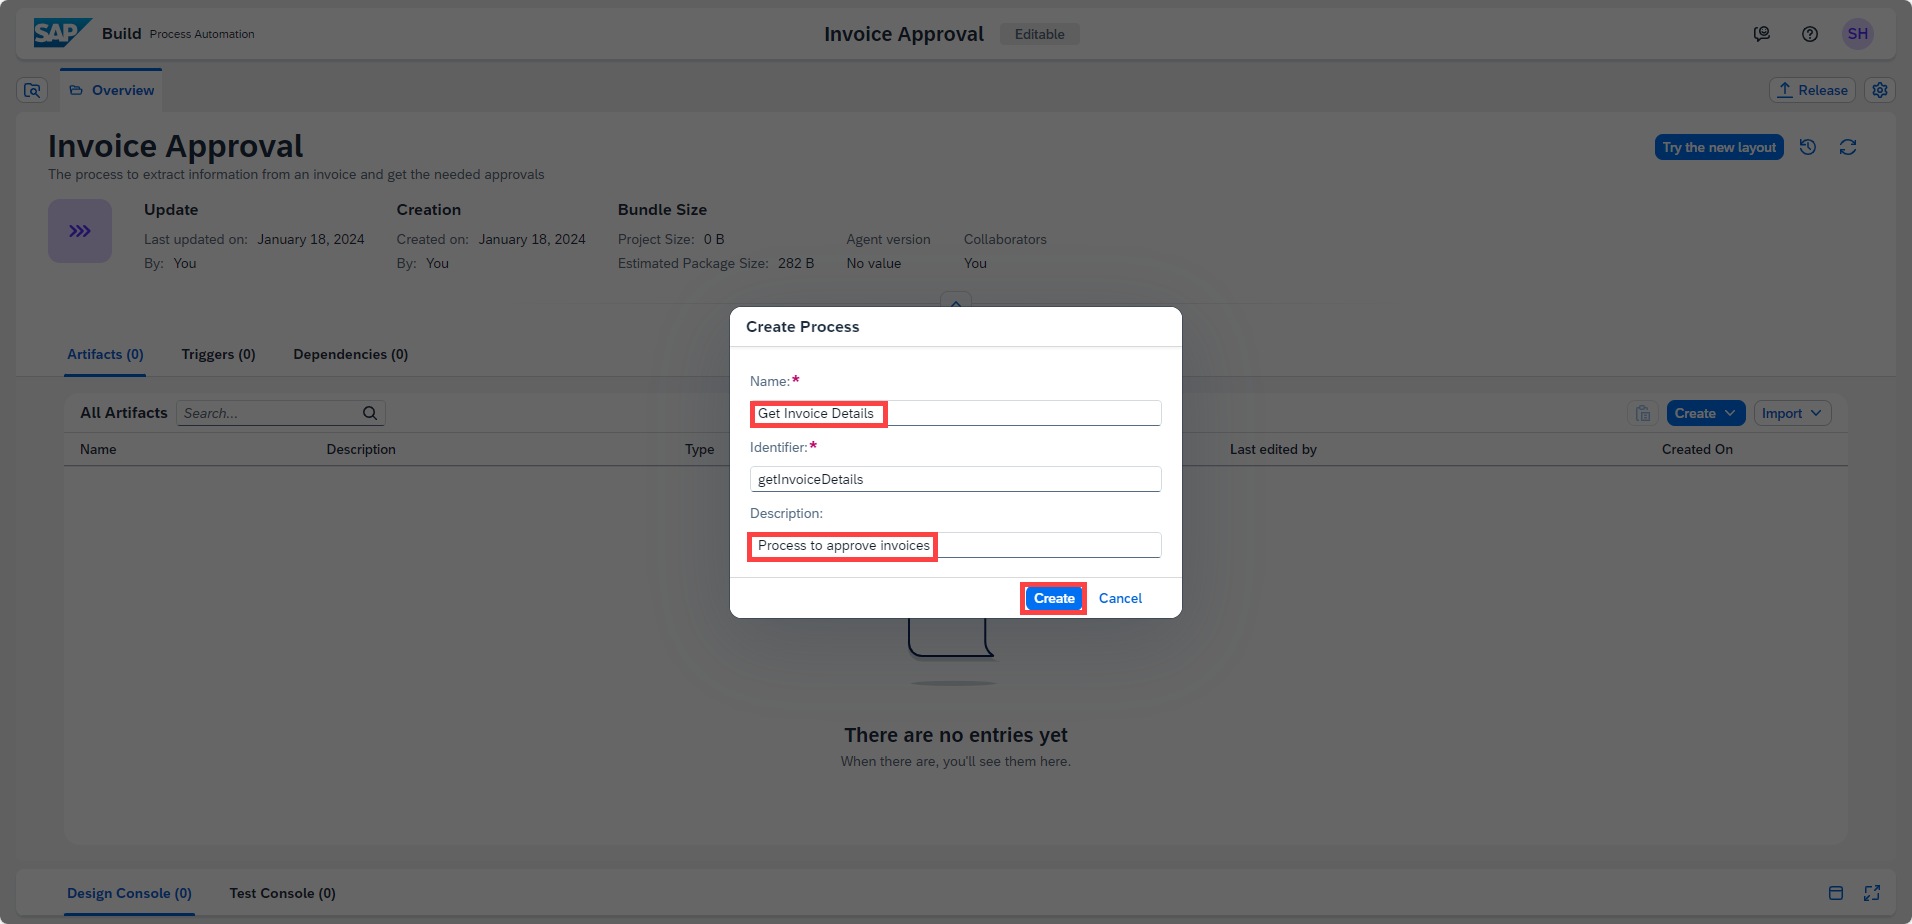 SAP Build Process Automation
Invoice Approval Editable
SH
Overview
Release
Invoice Approval
Try the new layout
The process to extract information from an invoice and get the needed approvals
Update
Last updated on: January 18, 2024
By: You
Creation
Created on: January 18, 2024
By: You
Bundle Size
Project Size: 0 B
Estimated Package Size: 282 B
Agent version
No value
Collaborators
You
Artifacts (0) Triggers (0) Dependencies (0)
All Artifacts Search...
Create Import
Name Description Type Last edited by Created On
Create Process
Name:*
Get Invoice Details
Identifier:*
getInvoiceDetails
Description:
Process to approve invoices
Create Cancel
There are no entries yet
When there are, you'll see them here.
Design Console (0) Test Console (0)